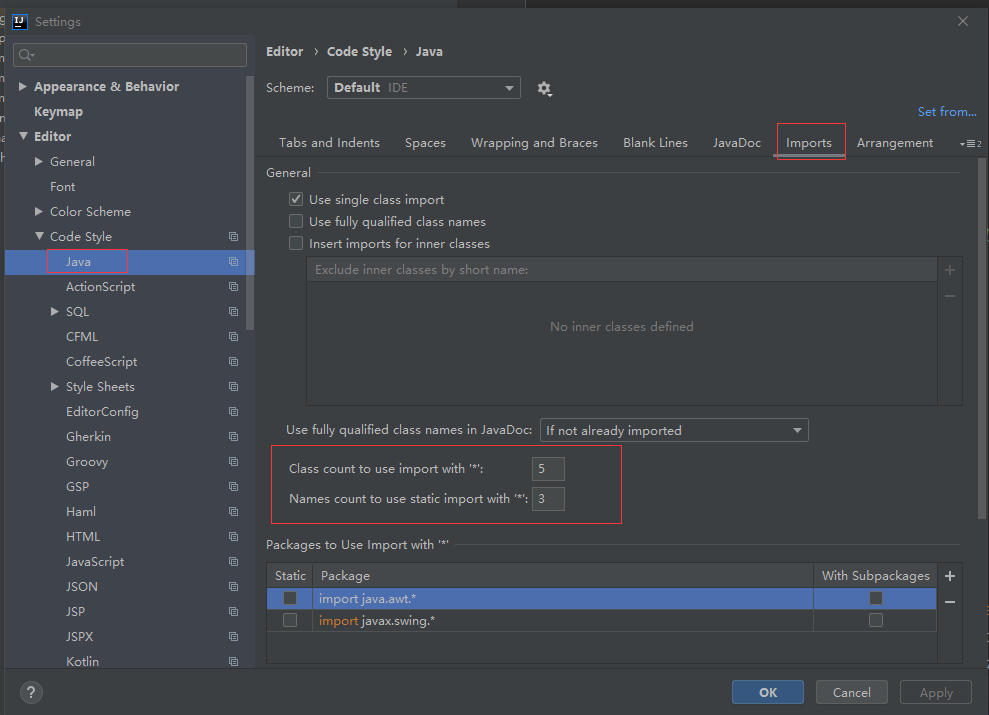 IJ Settings
Editor › Code Style › Java
Scheme: Default IDE
Set from...
Tabs and Indents Spaces Wrapping and Braces Blank Lines JavaDoc Imports Arrangement 2
General
Use single class import
Use fully qualified class names
Insert imports for inner classes
Exclude inner classes by short name:
No inner classes defined
Use fully qualified class names in JavaDoc: If not already imported
Class count to use import with '*': 5
Names count to use static import with '*': 3
Packages to Use Import with '*'
Static Package With Subpackages
import java.awt.*
import javax.swing.*
Appearance & Behavior
Keymap
Editor
General
Font
Color Scheme
Code Style
Java
ActionScript
SQL
CFML
CoffeeScript
Style Sheets
EditorConfig
Gherkin
Groovy
GSP
Haml
HTML
JavaScript
JSON
JSP
JSPX
Kotlin
?
OK Cancel Apply